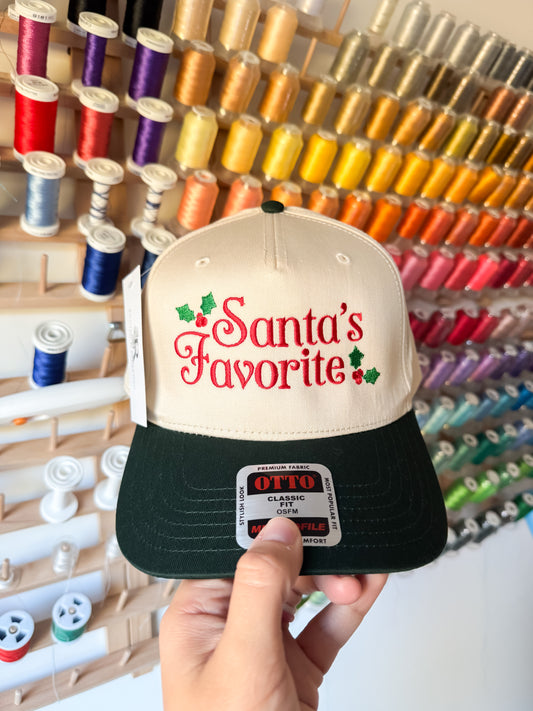 Santa's
Favorite
PREMIUM FABRIC
STYLISH LOOK
OTTO
CLASSIC
FIT
OSFM
MOST POPULAR FIT